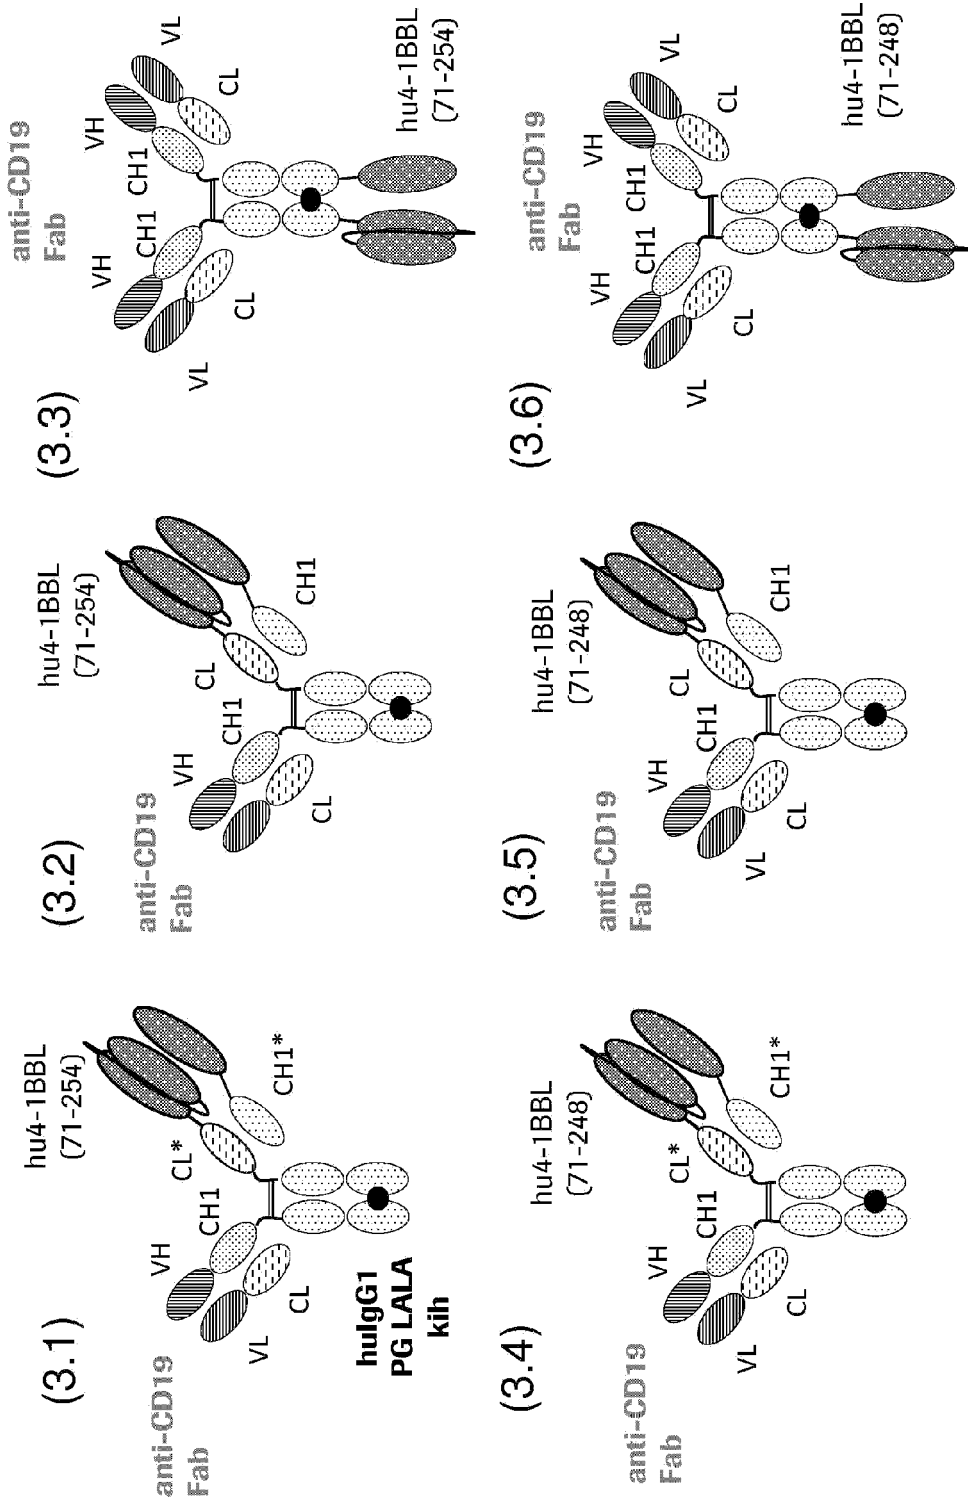 (3.1)
anti-CD19
Fab
hu4-1BBL
(71-254)
VH
CH1
CL*
CH1*
VL
CL
huIgG1
PG LALA
kih
(3.2)
anti-CD19
Fab
hu4-1BBL
(71-254)
VH
CH1
CL
CH1
CL
(3.3)
anti-CD19
Fab
VH
VL
CH1
CH1
VH
CL
CL
VL
hu4-1BBL
(71-254)
(3.4)
anti-CD19
Fab
hu4-1BBL
(71-248)
VH
CH1
CL*
CH1*
VL
CL
(3.5)
anti-CD19
Fab
hu4-1BBL
(71-248)
VH
CH1
CL
CH1
VL
CL
(3.6)
anti-CD19
Fab
VH
VL
CH1
CH1
VH
CL
CL
VL
hu4-1BBL
(71-248)